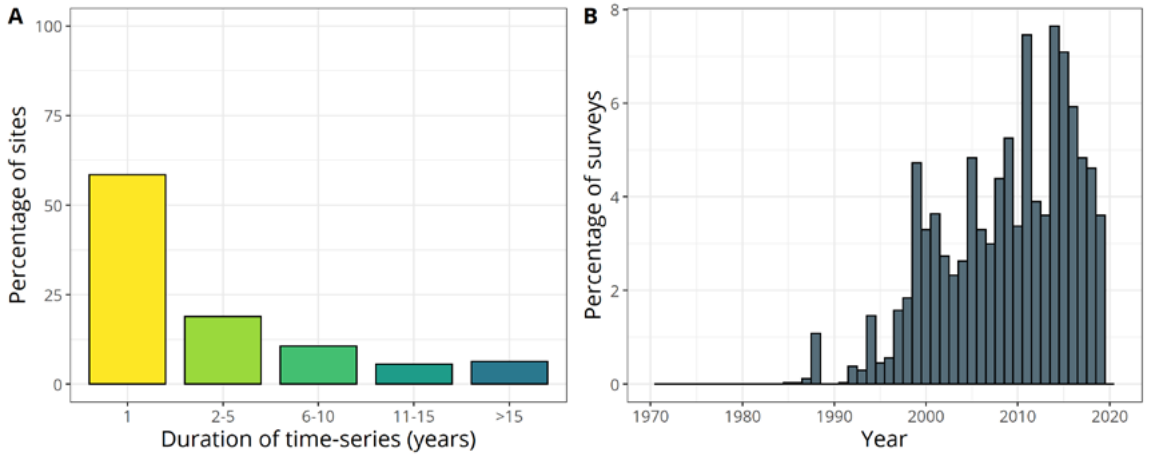 A
Percentage of sites
100
75
50
25
0
1 2-5 6-10 11-15 >15
Duration of time-series (years)
B
Percentage of surveys
8
6
4
2
0
1970 1980 1990 2000 2010 2020
Year